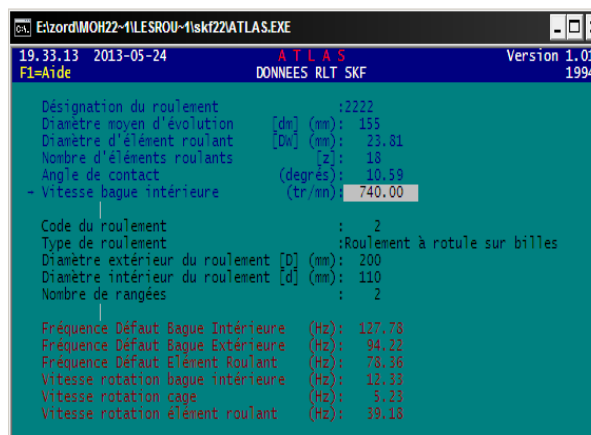 E:\zord\MOH22~1\LESROU~1\skf22\ATLAS.EXE
19.33.13 2013-05-24 A T L A S Version 1.01
F1=Aide DONNEES RLT SKF 1994
Désignation du roulement :2222
Diamètre moyen d'évolution [dm] (mm): 155
Diamètre d'élément roulant [DW] (mm): 23.81
Nombre d'éléments roulants [z]: 18
Angle de contact (degrés): 10.59
→ Vitesse bague intérieure (tr/mn): 740.00
Code du roulement : 2
Type de roulement :Roulement à rotule sur billes
Diamètre extérieur du roulement [D] (mm): 200
Diamètre intérieur du roulement [d] (mm): 110
Nombre de rangées : 2
Fréquence Défaut Bague Intérieure (Hz): 127.78
Fréquence Défaut Bague Extérieure (Hz): 94.22
Fréquence Défaut Elément Roulant (Hz): 78.36
Vitesse rotation bague intérieure (Hz): 12.33
Vitesse rotation cage (Hz): 5.23
Vitesse rotation élément roulant (Hz): 39.18